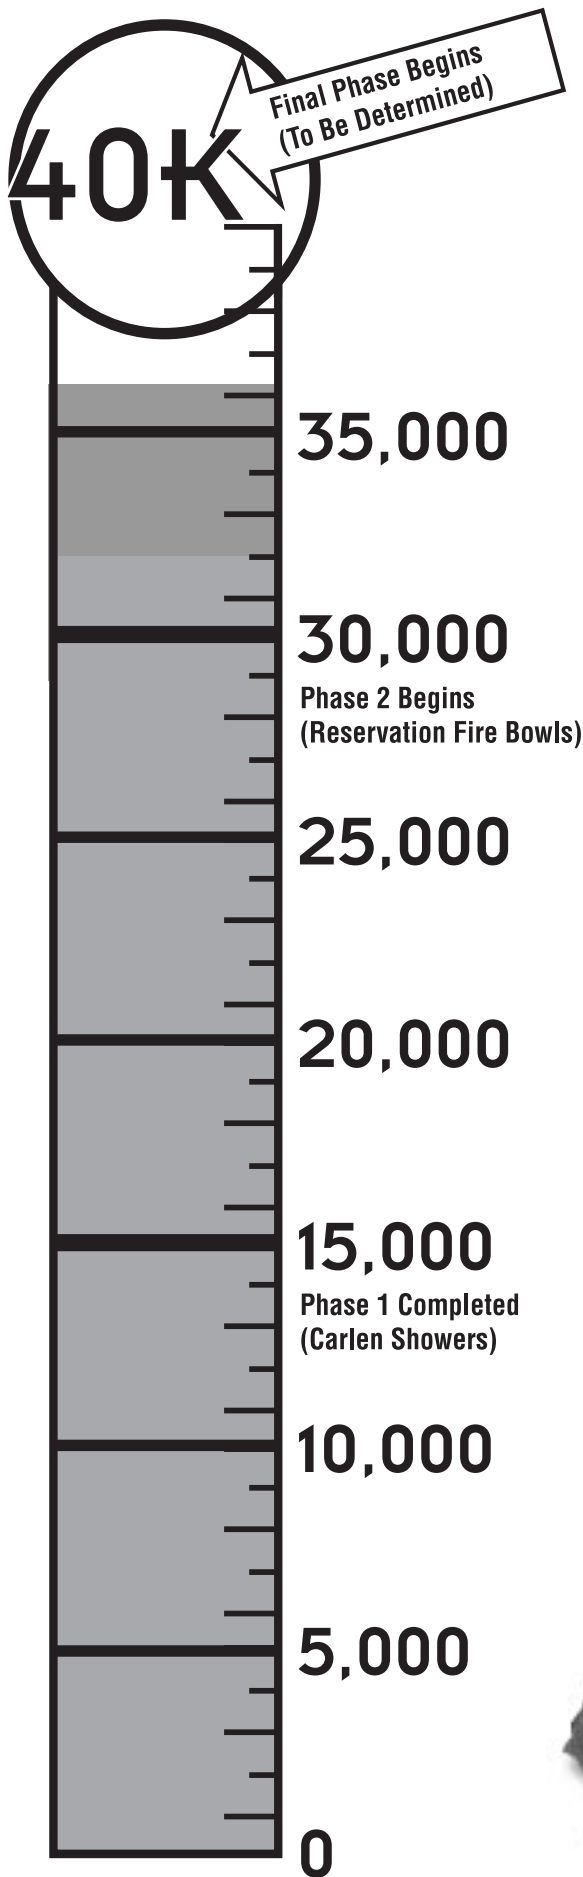 Final Phase Begins
(To Be Determined)
40K
35,000
30,000
Phase 2 Begins
(Reservation Fire Bowls)
25,000
20,000
15,000
Phase 1 Completed
(Carlen Showers)
10,000
5,000
0